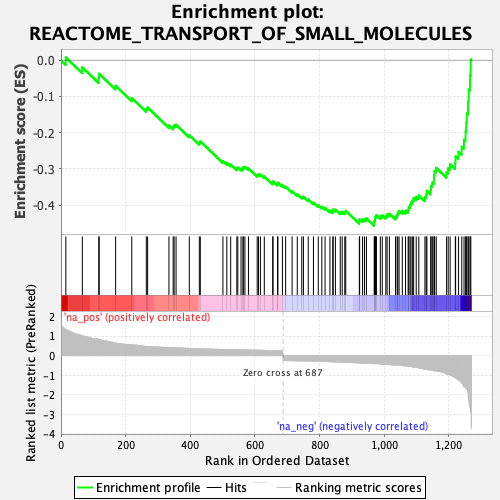 Enrichment plot:
REACTOME_TRANSPORT_OF_SMALL_MOLECULES
Enrichment score (ES)
0.0
-0.1
-0.2
-0.3
-0.4
Ranked list metric (PreRanked)
2
1
0
-1
-2
-3
-4
'na_pos' (positively correlated)
Zero cross at 687
'na_neg' (negatively correlated)
0
200
400
600
800
1,000
1,200
Rank in Ordered Dataset
Enrichment profile
Hits
Ranking metric scores